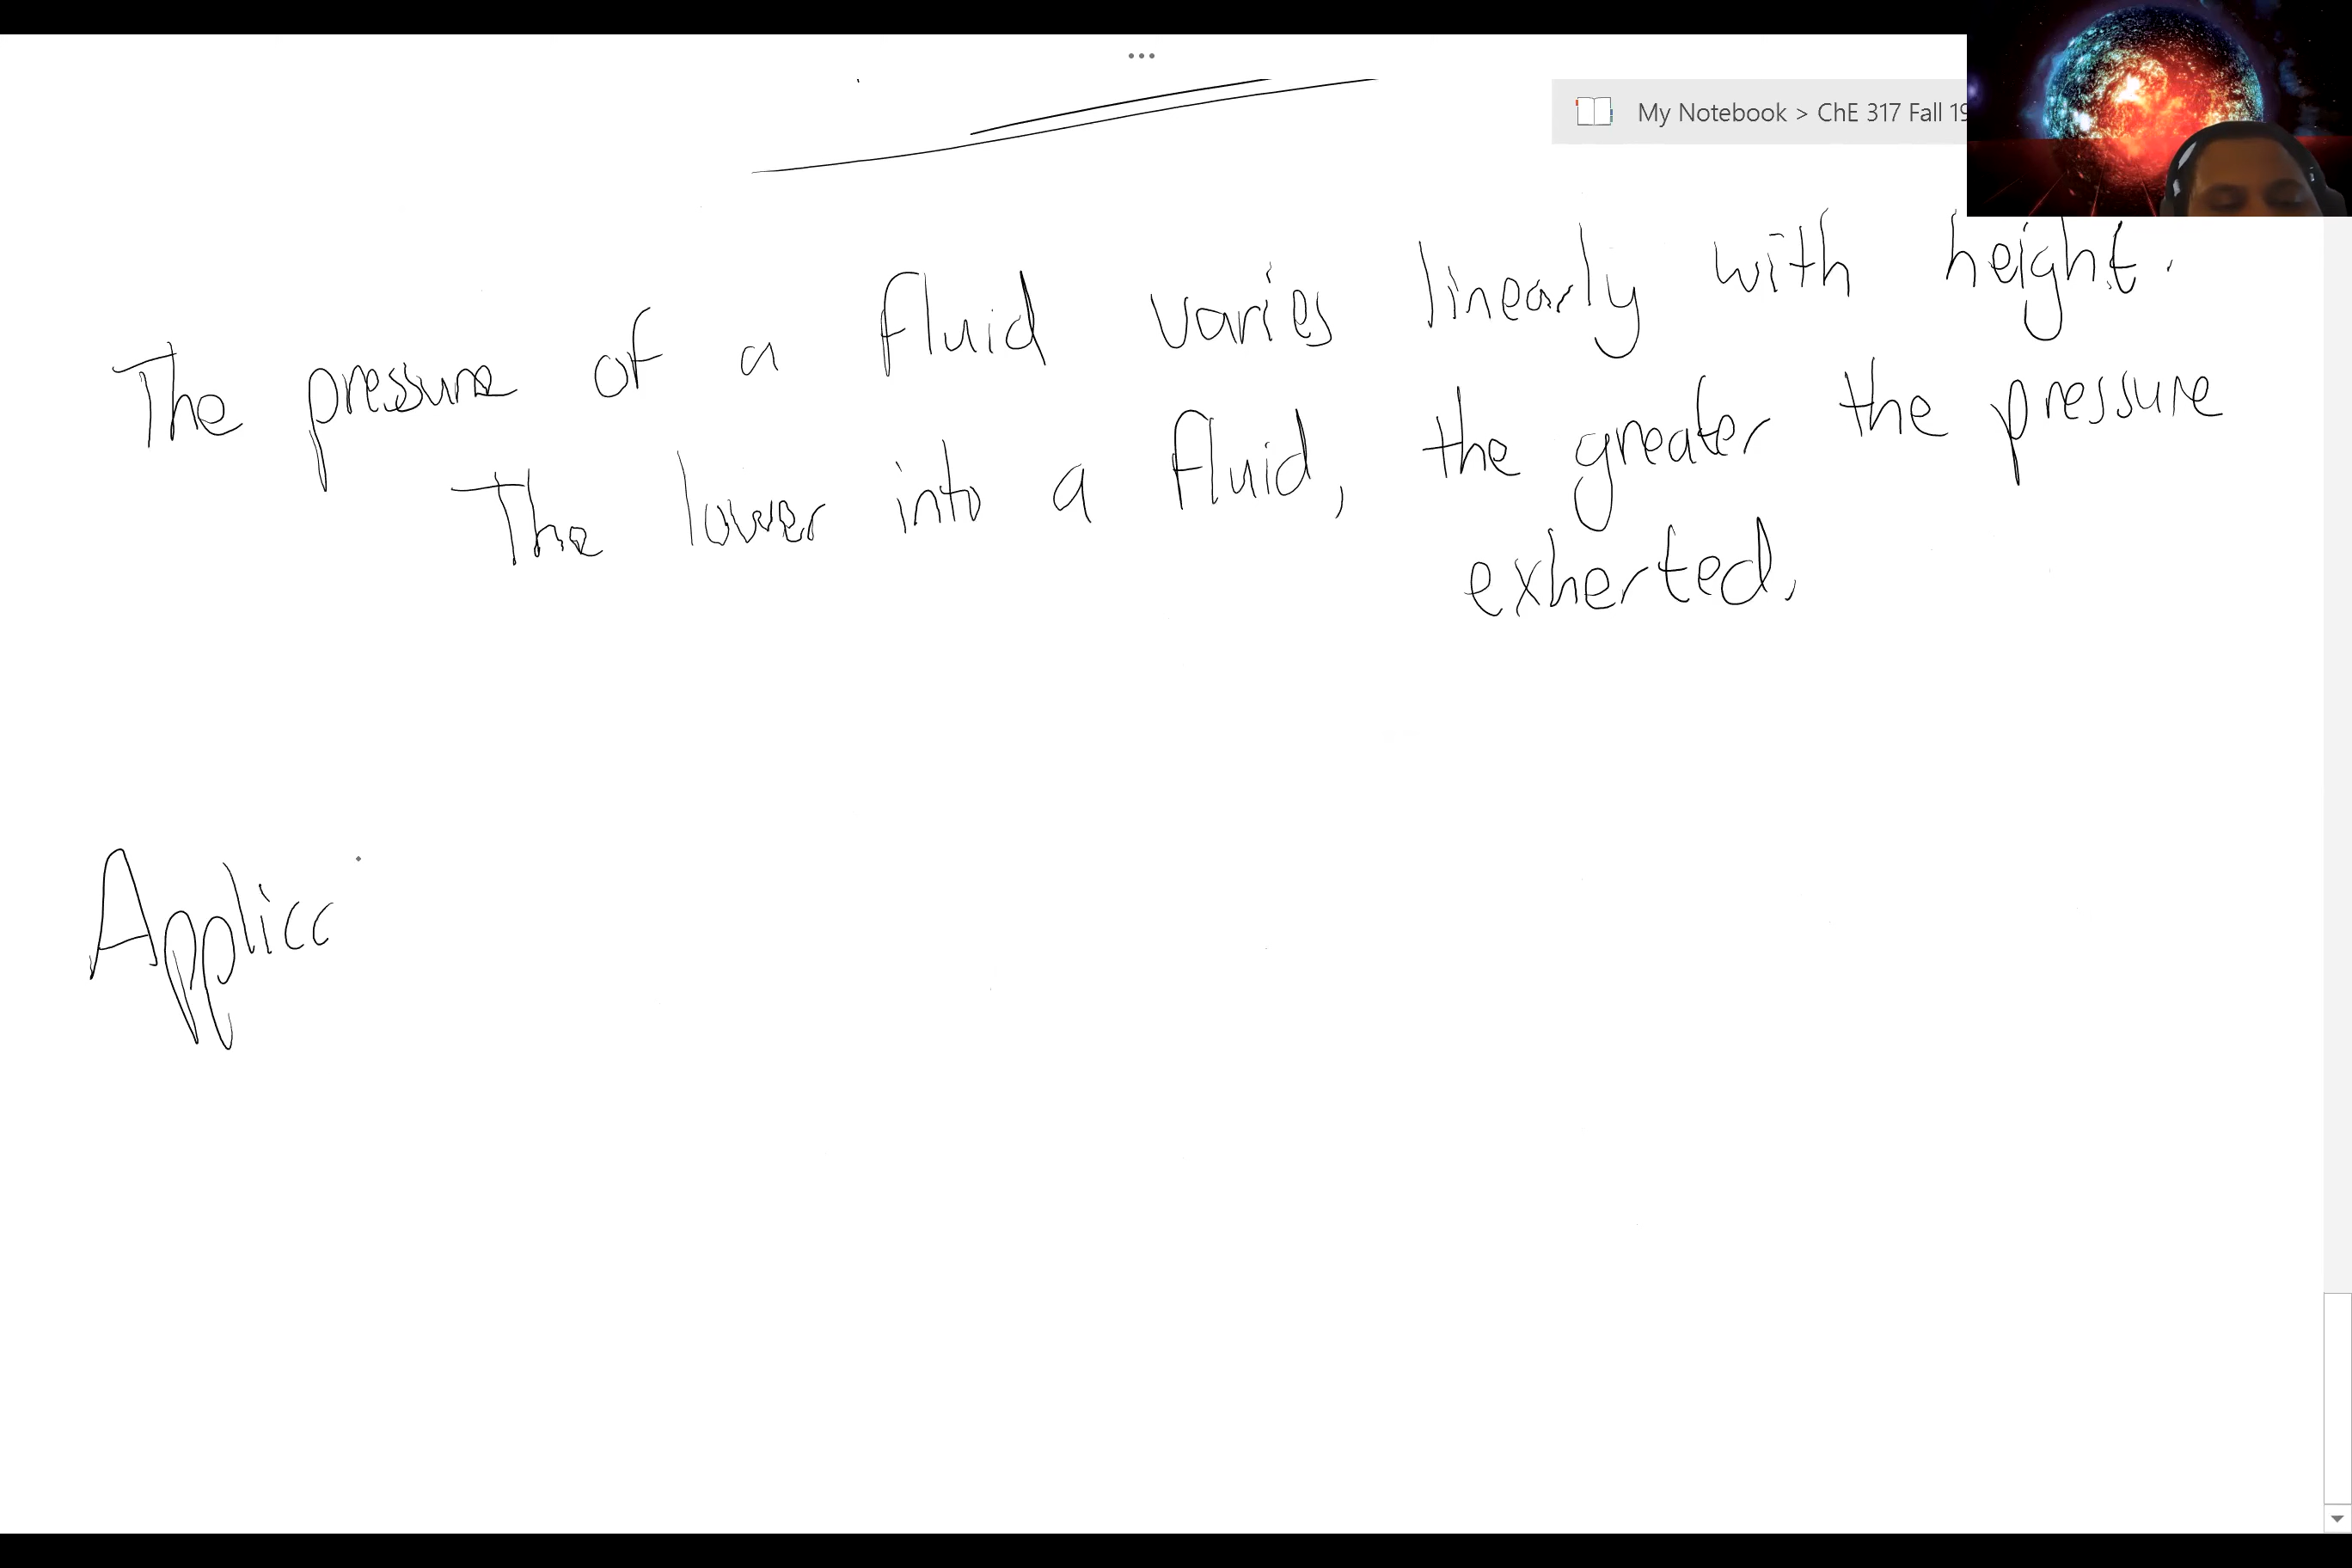 My Notebook > ChE 317 Fall 19
The pressure of a fluid varies linearly with height.
The lower into a fluid, the greater the pressure
exherted.
Applicc